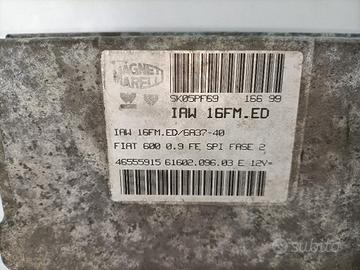 MAGNETI
MARELLI
SK05PF69 166 99
IAW 16FM.ED
IAW 16FM.ED/6A37-40
FIAT 600 0.9 FE SPI FASE 2
46555915 61602.096.03 E 12V=
subito